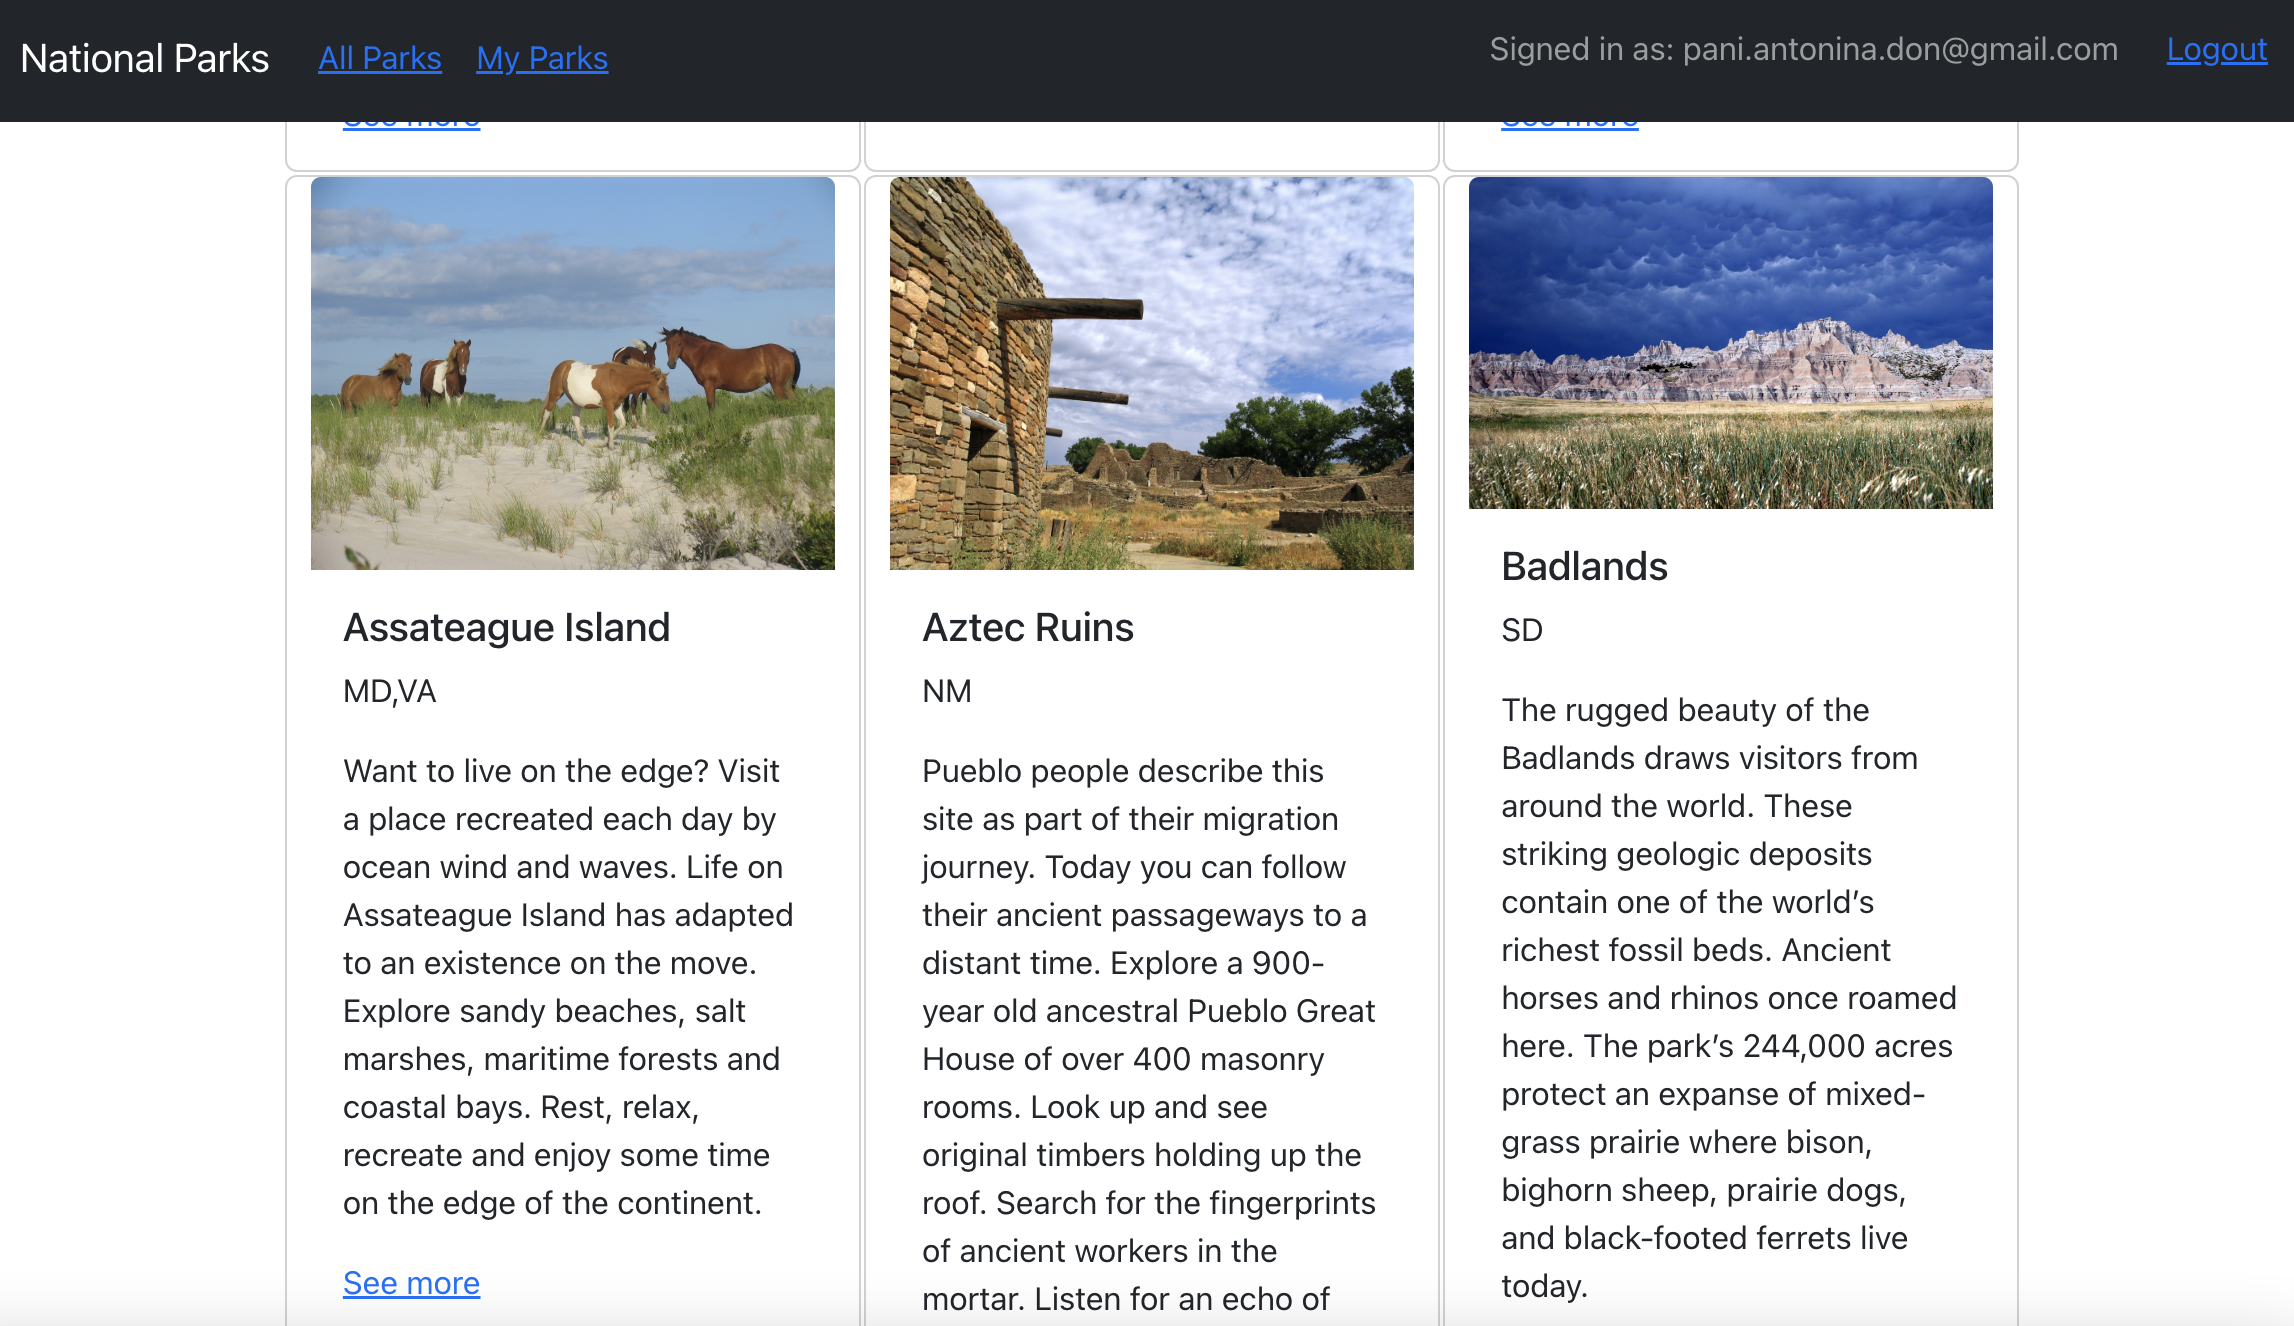 National Parks
All Parks
My Parks
Signed in as: pani.antonina.don@gmail.com
Logout
See more
See more
Assateague Island
MD,VA
Want to live on the edge? Visit
a place recreated each day by
ocean wind and waves. Life on
Assateague Island has adapted
to an existence on the move.
Explore sandy beaches, salt
marshes, maritime forests and
coastal bays. Rest, relax,
recreate and enjoy some time
on the edge of the continent.
See more
Aztec Ruins
NM
Pueblo people describe this
site as part of their migration
journey. Today you can follow
their ancient passageways to a
distant time. Explore a 900-
year old ancestral Pueblo Great
House of over 400 masonry
rooms. Look up and see
original timbers holding up the
roof. Search for the fingerprints
of ancient workers in the
mortar. Listen for an echo of
Badlands
SD
The rugged beauty of the
Badlands draws visitors from
around the world. These
striking geologic deposits
contain one of the world’s
richest fossil beds. Ancient
horses and rhinos once roamed
here. The park’s 244,000 acres
protect an expanse of mixed-
grass prairie where bison,
bighorn sheep, prairie dogs,
and black-footed ferrets live
today.